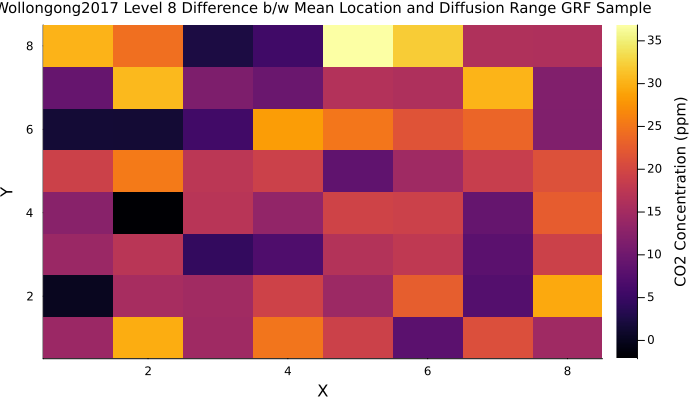 Wollongong2017 Level 8 Difference b/w Mean Location and Diffusion Range GRF Sample
8
6
4
2
Y
2 4 6 8
X
35
30
25
20
15
10
5
0
CO2 Concentration (ppm)